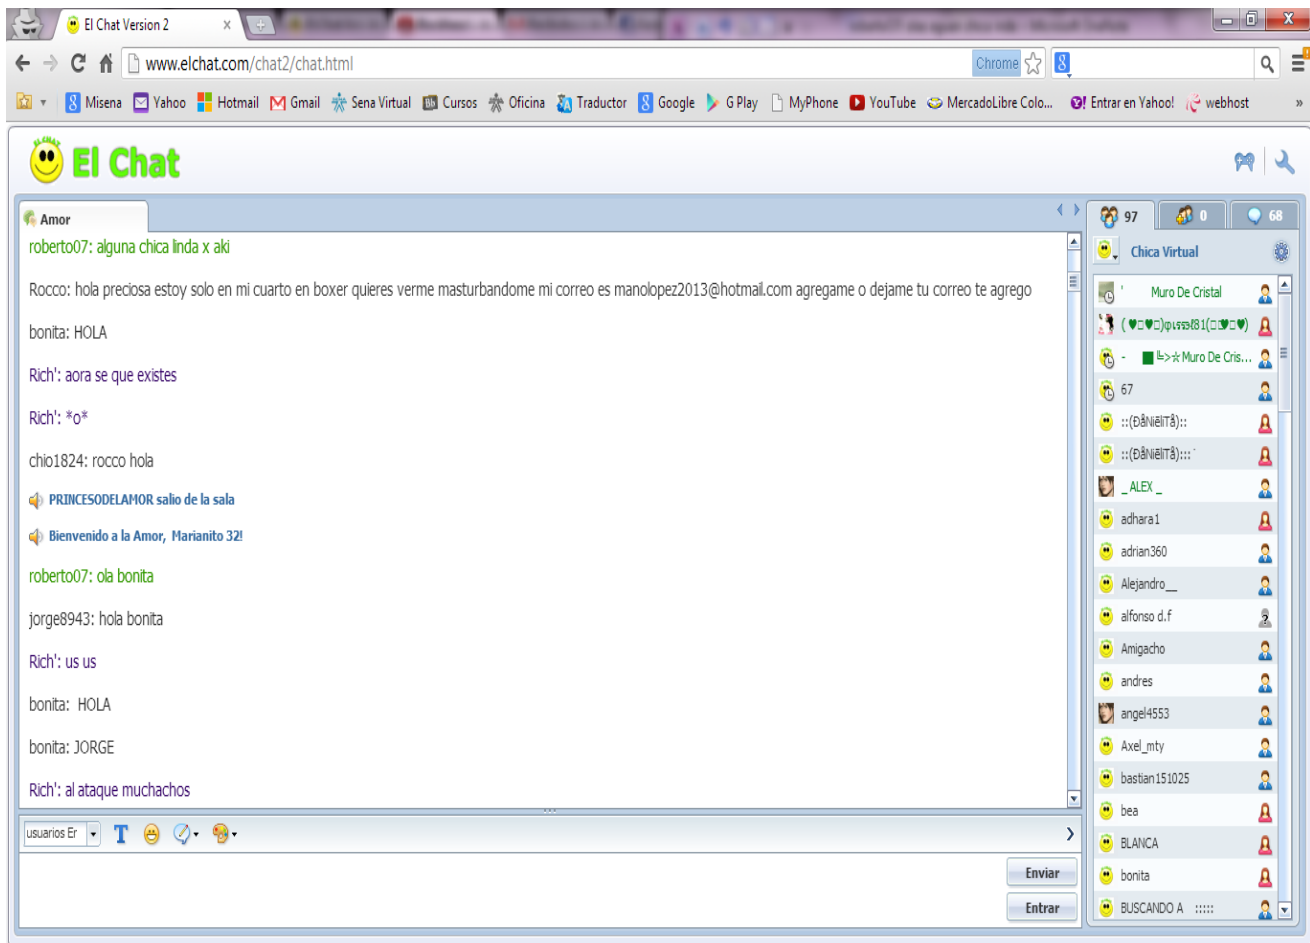 El Chat Version 2
www.elchat.com/chat2/chat.html
Chrome
Misena Yahoo Hotmail Gmail Sena Virtual Cursos Oficina Traductor Google G Play MyPhone YouTube MercadoLibre Colo... Entrar en Yahoo! webhost »
El Chat
Amor
97
0
68
roberto07: alguna chica linda x aki
Rocco: hola preciosa estoy solo en mi cuarto en boxer quieres verme masturbandome mi correo es manolopez2013@hotmail.com agregame o dejame tu correo te agrego
bonita: HOLA
Rich': aora se que existes
Rich': *o*
chio1824: rocco hola
PRINCESODELAMOR salio de la sala
Bienvenido a la Amor, Marianito 32!
roberto07: ola bonita
jorge8943: hola bonita
Rich': us us
bonita: HOLA
bonita: JORGE
Rich': al ataque muchachos
usuarios Er
T
Enviar
Entrar
Chica Virtual
' Muro De Cristal
- Muro De Cris...
67
::(ÐåNiëliTå)::
::(ÐåNiëliTå):::
_ ALEX _
adhara1
adrian360
Alejandro__
alfonso d.f
Amigacho
andres
angel4553
Axel_mty
bastian151025
bea
BLANCA
bonita
BUSCANDO A :::::